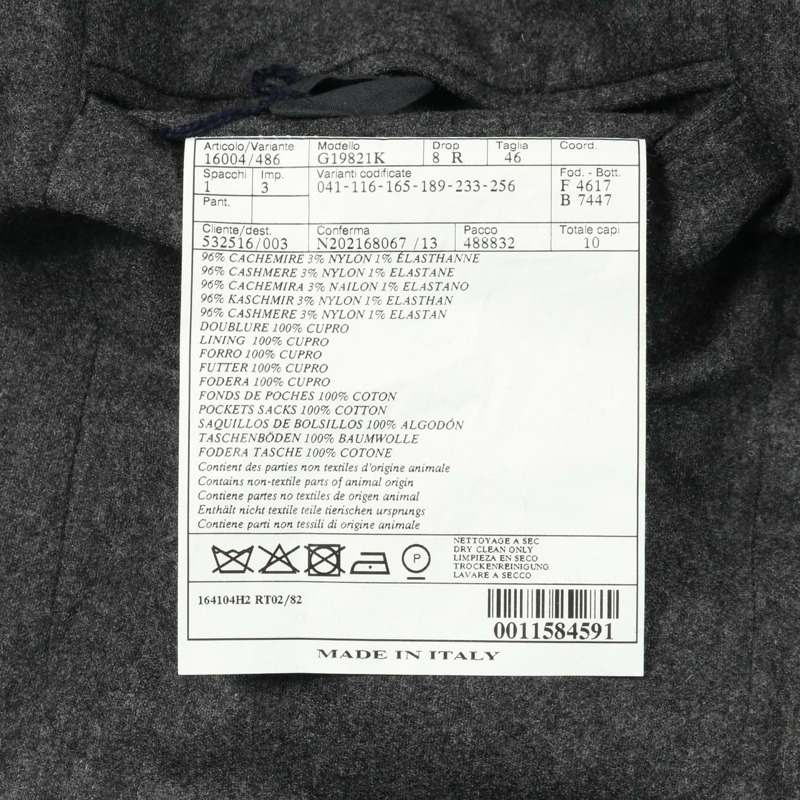 Articolo/Variante Modello Drop Taglia Coord.
16004/486 G19821K 8 R 46
Spacchi Imp. Varianti codificate Fod. - Bott.
1 3 041-116-165-189-233-256 F 4617
Pant. B 7447
Cliente/dest. Conferma Pacco Totale capi
532516/003 N202168067 /13 488832 10
96% CACHEMIRE 3% NYLON 1% ÉLASTHANNE
96% CASHMERE 3% NYLON 1% ELASTANE
96% CACHEMIRA 3% NAILON 1% ELASTANO
96% KASCHMIR 3% NYLON 1% ELASTHAN
96% CASHMERE 3% NYLON 1% ELASTAN
DOUBLURE 100% CUPRO
LINING 100% CUPRO
FORRO 100% CUPRO
FUTTER 100% CUPRO
FODERA 100% CUPRO
FONDS DE POCHES 100% COTON
POCKETS SACKS 100% COTTON
SAQUILLOS DE BOLSILLOS 100% ALGODÓN
TASCHENBÖDEN 100% BAUMWOLLE
FODERA TASCHE 100% COTONE
Contient des parties non textiles d'origine animale
Contains non-textile parts of animal origin
Contiene partes no textiles de origen animal
Enthält nicht textile teile tierischen ursprungs
Contiene parti non tessili di origine animale
P
NETTOYAGE A SEC
DRY CLEAN ONLY
LIMPIEZA EN SECO
TROCKENREINIGUNG
LAVARE A SECCO
164104H2 RT02/82
0011584591
MADE IN ITALY